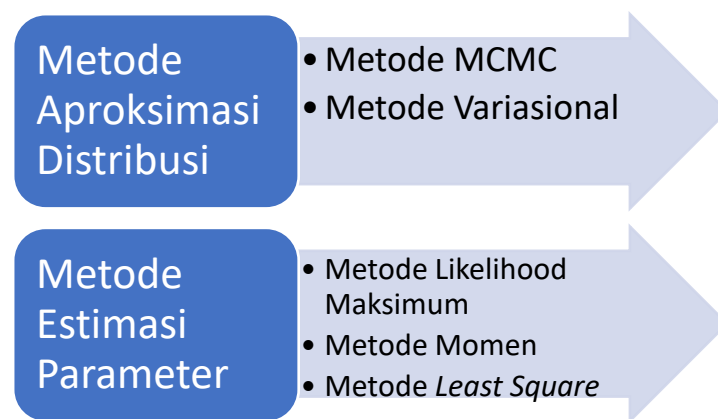 Metode
Aproksimasi
Distribusi
• Metode MCMC
• Metode Variasional
Metode
Estimasi
Parameter
• Metode Likelihood
Maksimum
• Metode Momen
• Metode Least Square